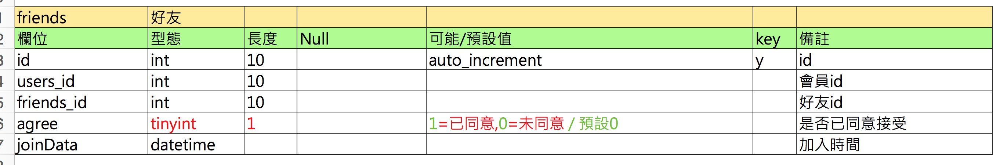 friends 好友
欄位 型態 長度 Null 可能/預設值 key 備註
id int 10 auto_increment y id
users_id int 10 會員id
friends_id int 10 好友id
agree tinyint 1 1=已同意,0=未同意 / 預設0 是否已同意接受
joinData datetime 加入時間